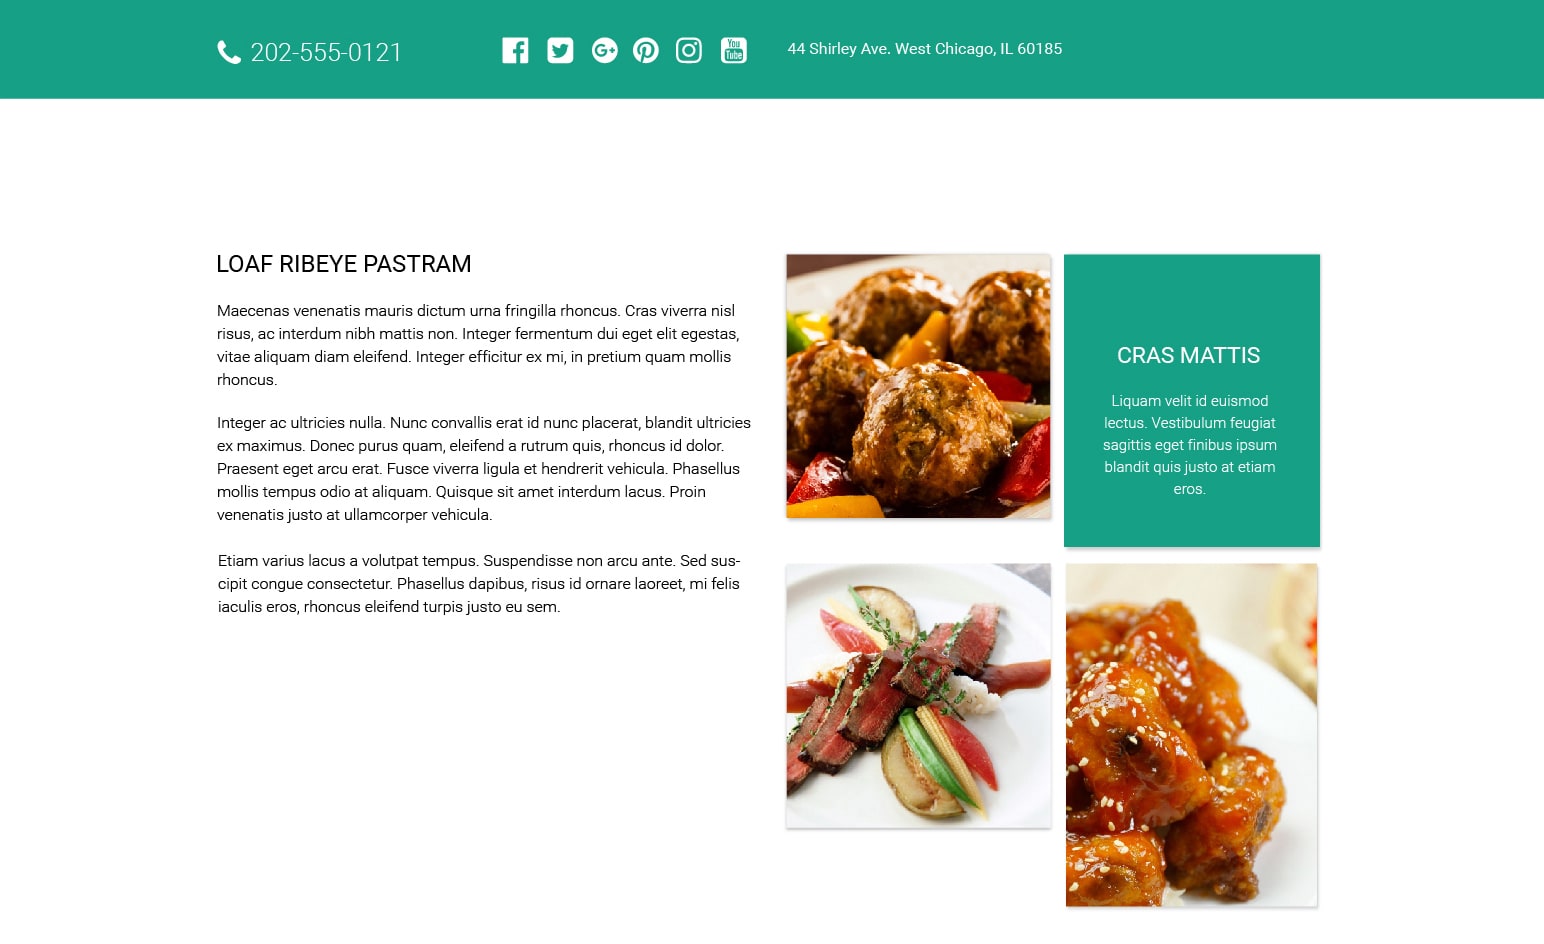 202-555-0121
You
Tube
44 Shirley Ave. West Chicago, IL 60185
LOAF RIBEYE PASTRAM
Maecenas venenatis mauris dictum urna fringilla rhoncus. Cras viverra nisl
risus, ac interdum nibh mattis non. Integer fermentum dui eget elit egestas,
vitae aliquam diam eleifend. Integer efficitur ex mi, in pretium quam mollis
rhoncus.
Integer ac ultricies nulla. Nunc convallis erat id nunc placerat, blandit ultricies
ex maximus. Donec purus quam, eleifend a rutrum quis, rhoncus id dolor.
Praesent eget arcu erat. Fusce viverra ligula et hendrerit vehicula. Phasellus
mollis tempus odio at aliquam. Quisque sit amet interdum lacus. Proin
venenatis justo at ullamcorper vehicula.
Etiam varius lacus a volutpat tempus. Suspendisse non arcu ante. Sed sus-
cipit congue consectetur. Phasellus dapibus, risus id ornare laoreet, mi felis
iaculis eros, rhoncus eleifend turpis justo eu sem.
CRAS MATTIS
Liquam velit id euismod
lectus. Vestibulum feugiat
sagittis eget finibus ipsum
blandit quis justo at etiam
eros.